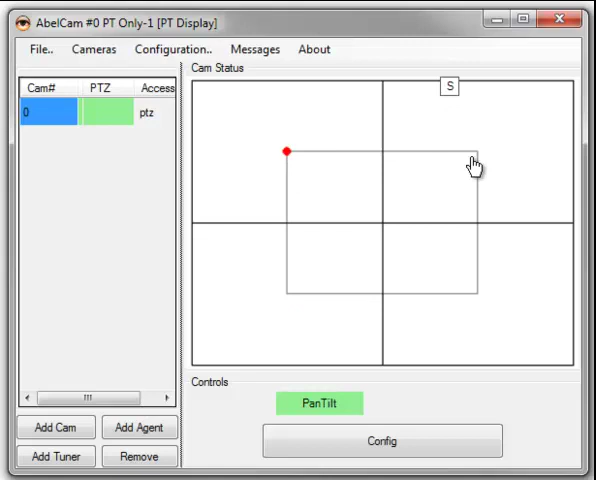 AbelCam #0 PT Only-1 [PT Display]
File.. Cameras Configuration.. Messages About
Cam Status
Cam# PTZ Access
S
0 ptz
Controls
PanTilt
Add Cam Add Agent
Config
Add Tuner Remove